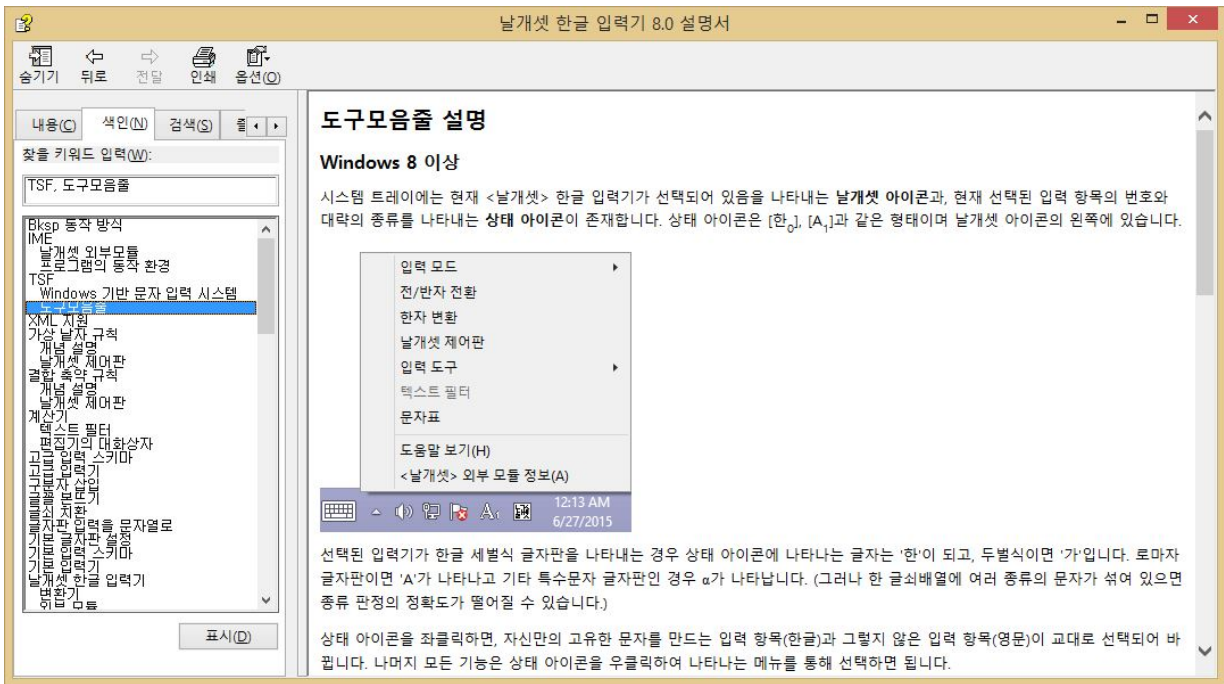 날개셋 한글 입력기 8.0 설명서
숨기기 뒤로 전달 인쇄 옵션(O)
내용(C) 색인(N) 검색(S) 즐
찾을 키워드 입력(W):
TSF, 도구모음줄
Bksp 동작 방식
IME
날개셋 외부모듈
프로그램의 동작 환경
TSF
Windows 기반 문자 입력 시스템
도구모음줄
XML 지원
가상 낱자 규칙
개념 설명
날개셋 제어판
결합 축약 규칙
개념 설명
날개셋 제어판
계산기
텍스트 필터
편집기의 대화상자
고급 입력 스키마
고급 입력기
구분자 삽입
글꼴 본뜨기
글쇠 치환
글자판 입력을 문자열로
기본 글자판 설정
기본 입력 스키마
기본 입력기
날개셋 한글 입력기
변환기
입력 모듈
표시(D)
도구모음줄 설명
Windows 8 이상
시스템 트레이에는 현재 <날개셋> 한글 입력기가 선택되어 있음을 나타내는 날개셋 아이콘과, 현재 선택된 입력 항목의 번호와
대략의 종류를 나타내는 상태 아이콘이 존재합니다. 상태 아이콘은 [한0], [A1]과 같은 형태이며 날개셋 아이콘의 왼쪽에 있습니다.
입력 모드
전/반자 전환
한자 변환
날개셋 제어판
입력 도구
텍스트 필터
문자표
도움말 보기(H)
<날개셋> 외부 모듈 정보(A)
A1
12:13 AM
6/27/2015
선택된 입력기가 한글 세벌식 글자판을 나타내는 경우 상태 아이콘에 나타나는 글자는 '한'이 되고, 두벌식이면 '가'입니다. 로마자
글자판이면 'A'가 나타나고 기타 특수문자 글자판인 경우 α가 나타납니다. (그러나 한 글쇠배열에 여러 종류의 문자가 섞여 있으면
종류 판정의 정확도가 떨어질 수 있습니다.)
상태 아이콘을 좌클릭하면, 자신만의 고유한 문자를 만드는 입력 항목(한글)과 그렇지 않은 입력 항목(영문)이 교대로 선택되어 바
뀝니다. 나머지 모든 기능은 상태 아이콘을 우클릭하여 나타나는 메뉴를 통해 선택하면 됩니다.